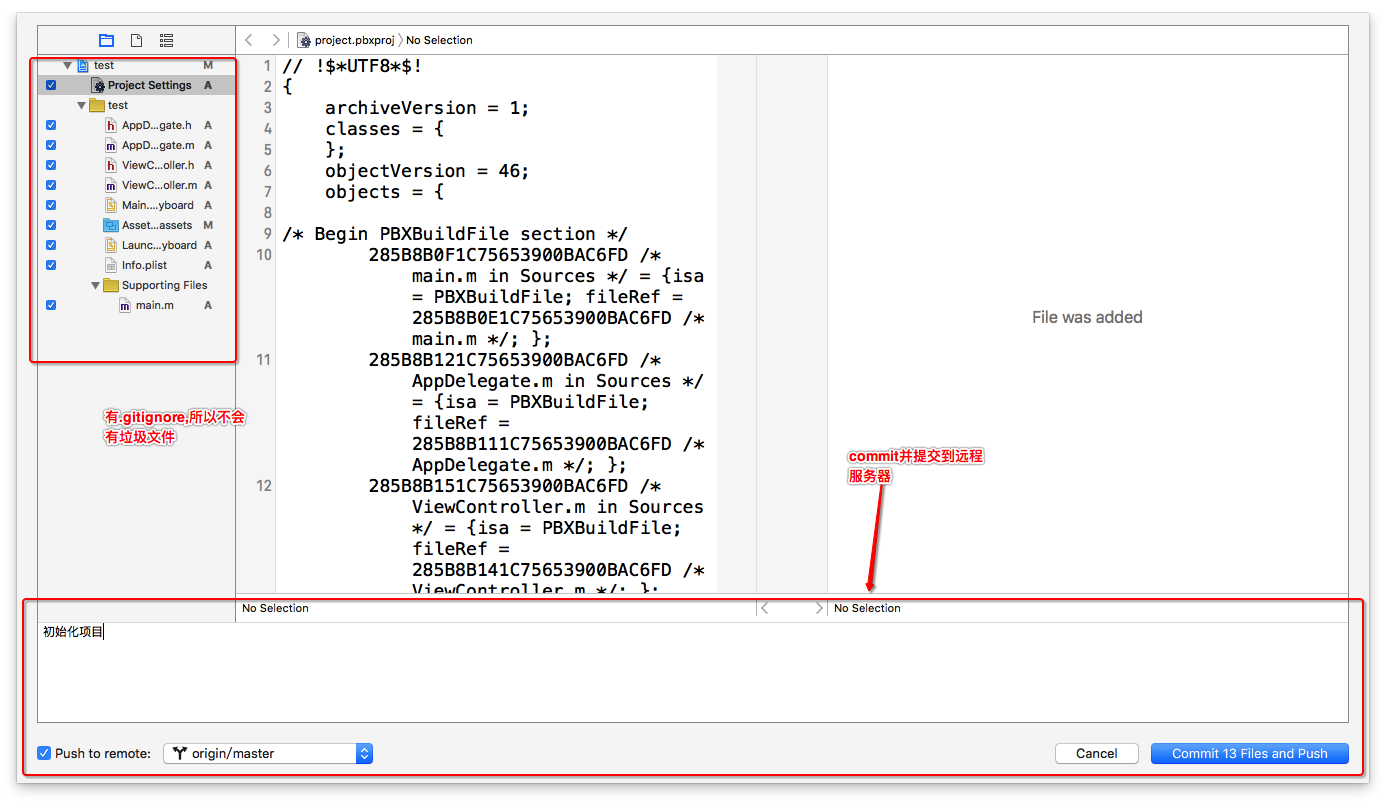 project.pbxproj 〉No Selection
test M
Project Settings A
test
AppD...gate.h A
AppD...gate.m A
ViewC...oller.h A
ViewC...oller.m A
Main....yboard A
Asset...assets M
Launc...yboard A
Info.plist A
Supporting Files
main.m A
有.gitignore,所以不会
有垃圾文件
1 // !$*UTF8*$!
2 {
3 archiveVersion = 1;
4 classes = {
5 };
6 objectVersion = 46;
7 objects = {
8
9 /* Begin PBXBuildFile section */
10 285B8B0F1C75653900BAC6FD /*
main.m in Sources */ = {isa
= PBXBuildFile; fileRef =
285B8B0E1C75653900BAC6FD /*
main.m */; };
11 285B8B121C75653900BAC6FD /*
AppDelegate.m in Sources */
= {isa = PBXBuildFile;
fileRef =
285B8B111C75653900BAC6FD /*
AppDelegate.m */; };
12 285B8B151C75653900BAC6FD /*
ViewController.m in Sources
*/ = {isa = PBXBuildFile;
fileRef =
285B8B141C75653900BAC6FD /*
ViewController.m */; };
File was added
commit并提交到远程
服务器
No Selection
No Selection
初始化项目
Push to remote: origin/master
Cancel
Commit 13 Files and Push